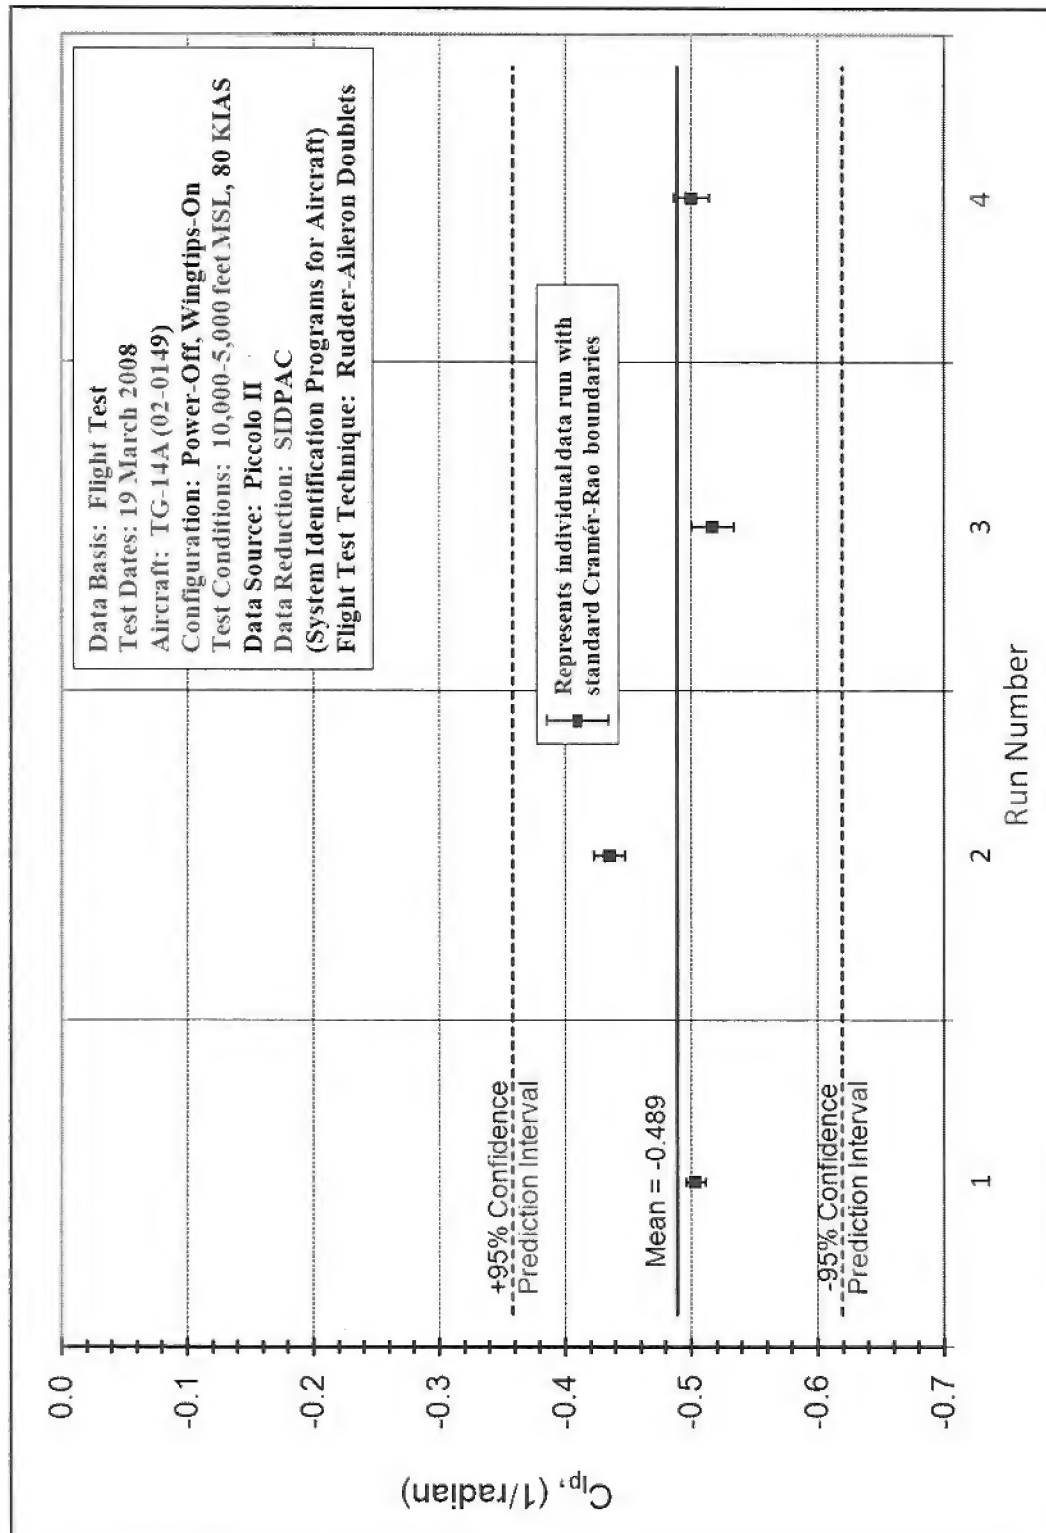 Data Basis: Flight Test
Test Dates: 19 March 2008
Aircraft: TG-14A (02-0149)
Configuration: Power-Off, Wingtips-On
Test Conditions: 10,000-5,000 feet MSL, 80 KIAS
Data Source: Piccolo II
Data Reduction: SIDPAC
(System Identification Programs for Aircraft)
Flight Test Technique: Rudder-Aileron Doublets
0.0
-0.1
-0.2
-0.3
-0.4
-0.5
-0.6
-0.7
Clp, (1/radian)
+95% Confidence
Prediction Interval
Represents individual data run with
standard Cramér-Rao boundaries
Mean = -0.489
-95% Confidence
Prediction Interval
1
2
3
4
Run Number